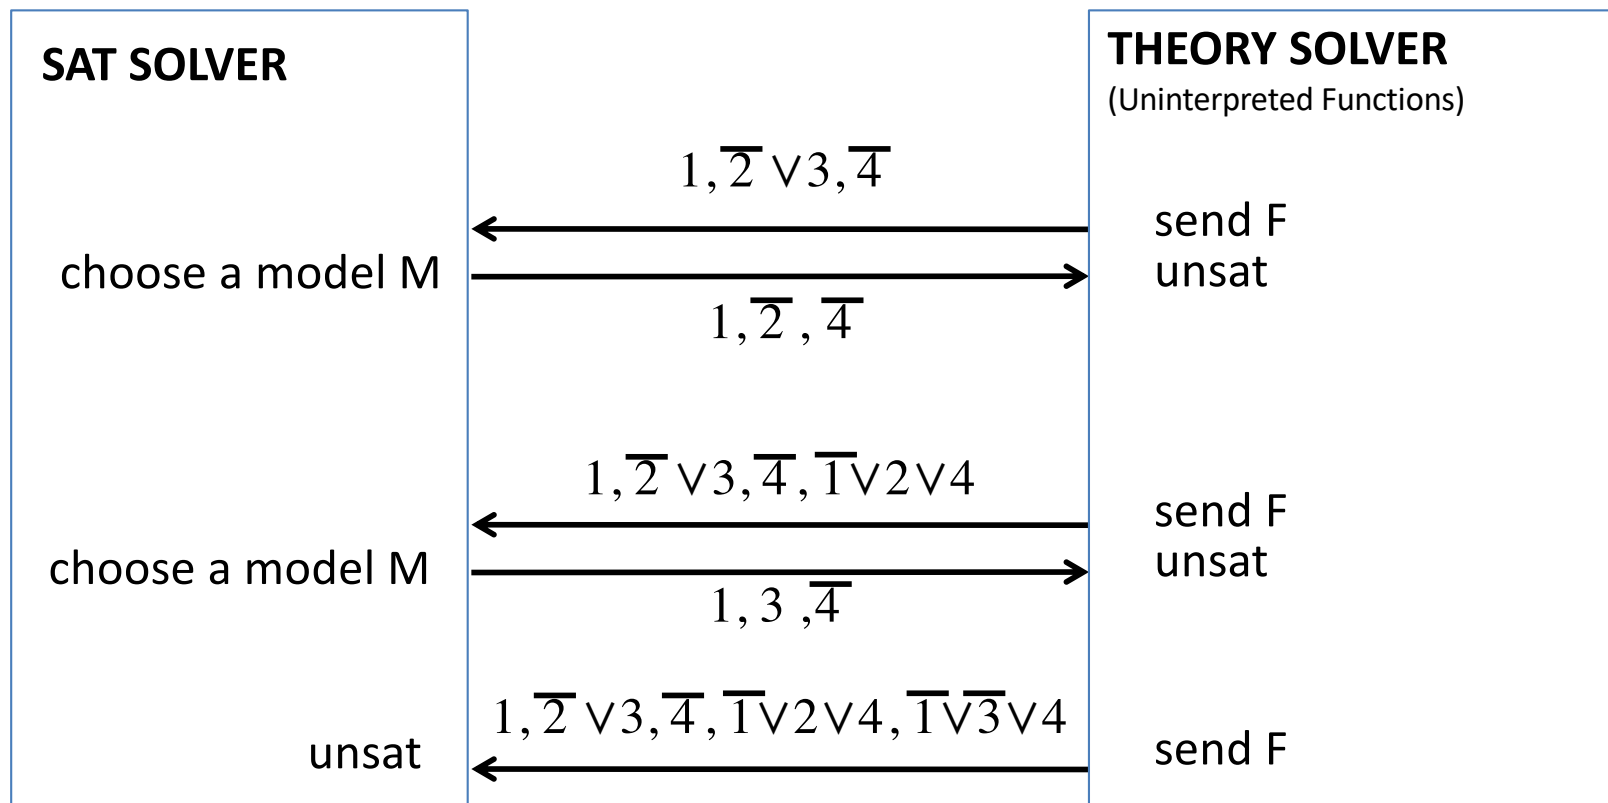 SAT SOLVER
THEORY SOLVER
(Uninterpreted Functions)
1, 2̅ ∨ 3, 4̅
send F
choose a model M
unsat
1, 2̅ , 4̅
1, 2̅ ∨ 3, 4̅, 1̅ ∨ 2 ∨ 4
send F
choose a model M
unsat
1, 3 , 4̅
1, 2̅ ∨ 3, 4̅, 1̅ ∨ 2 ∨ 4, 1̅ ∨ 3̅ ∨ 4
unsat
send F